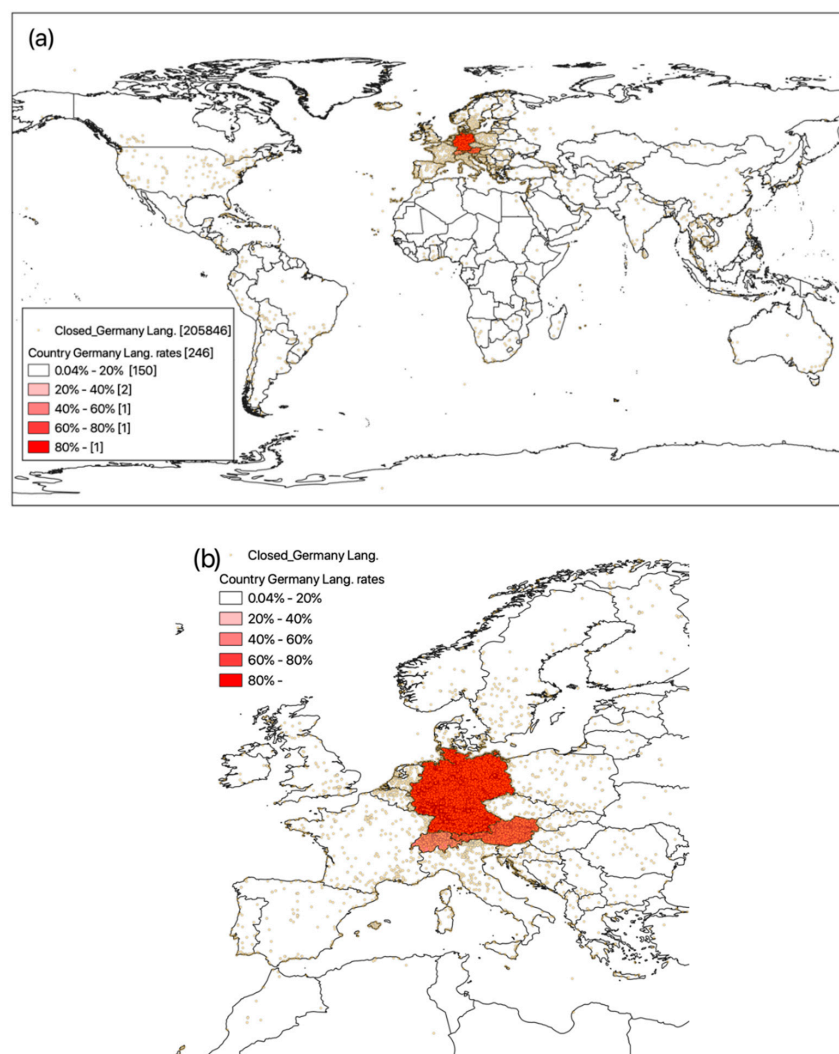 (a)
Closed_Germany Lang. [205846]
Country Germany Lang. rates [246]
0.04% - 20% [150]
20% - 40% [2]
40% - 60% [1]
60% - 80% [1]
80% - [1]
(b)
Closed_Germany Lang.
Country Germany Lang. rates
0.04% - 20%
20% - 40%
40% - 60%
60% - 80%
80% -